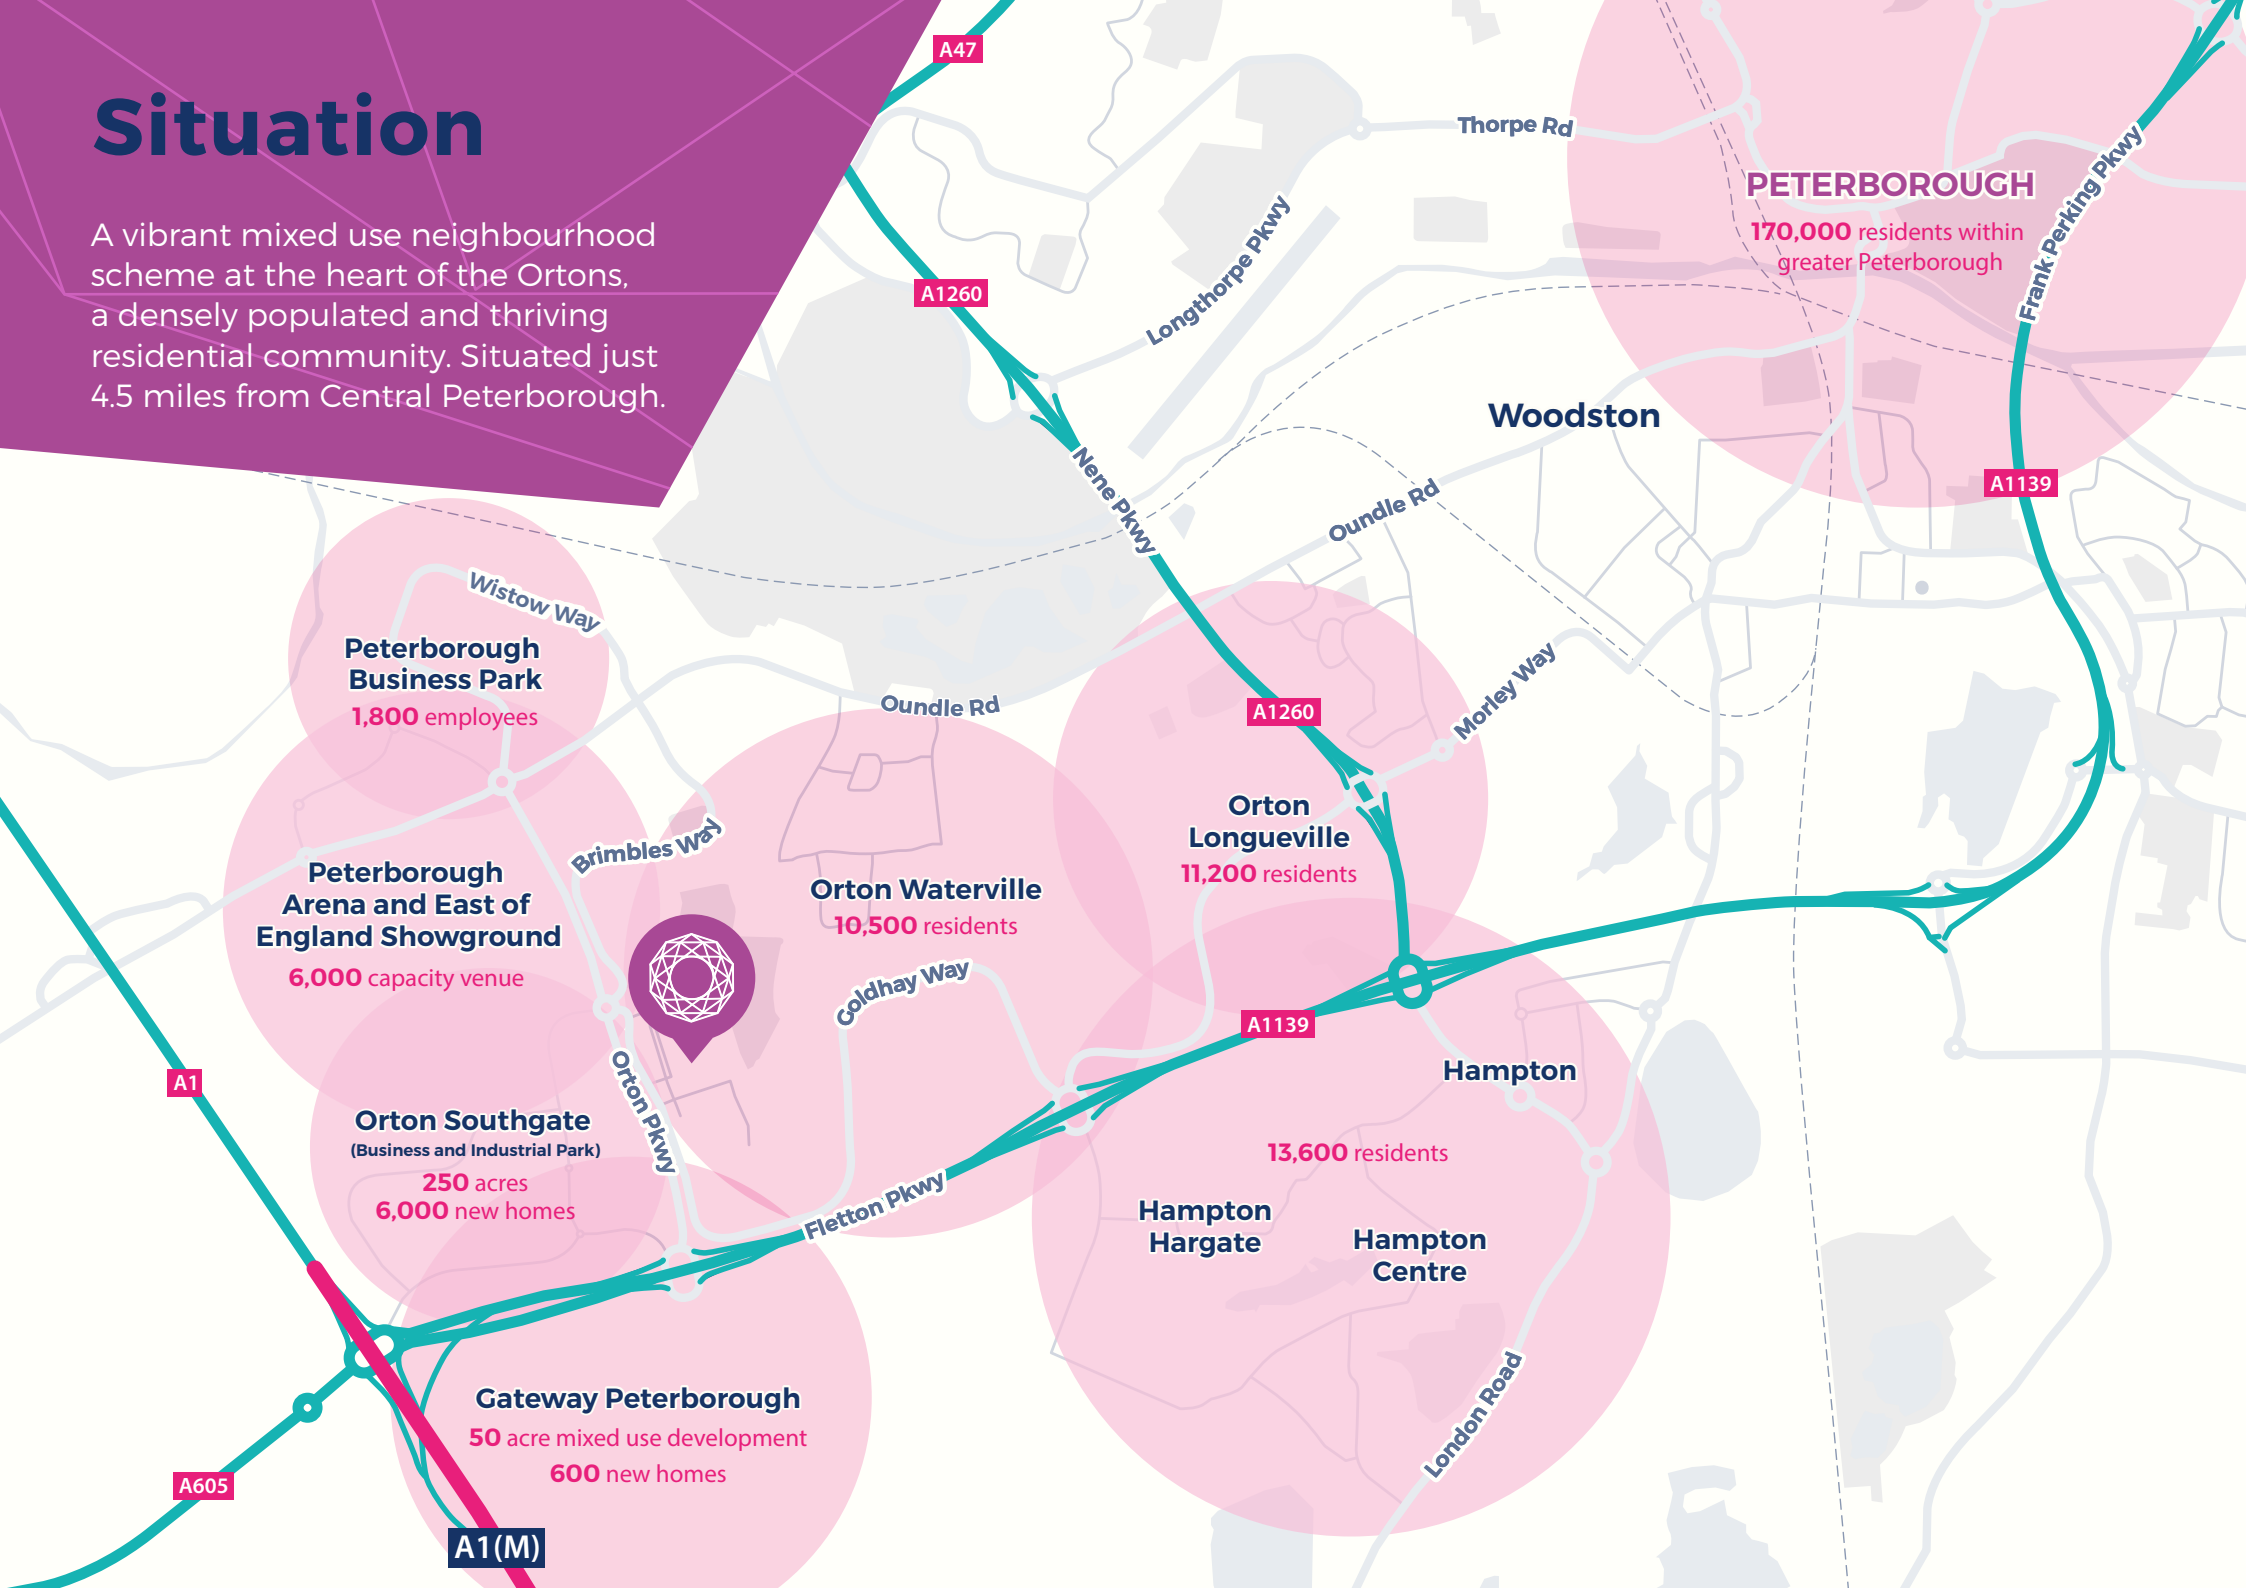 Situation
A vibrant mixed use neighbourhood
scheme at the heart of the Ortons,
a densely populated and thriving
residential community. Situated just
4.5 miles from Central Peterborough.
A47
Thorpe Rd
PETERBOROUGH
170,000 residents within
greater Peterborough
Frank Perking Pkwy
A1260
Longthorpe Pkwy
Woodston
Nene Pkwy
Oundle Rd
A1139
Wistow Way
Peterborough
Business Park
1,800 employees
Oundle Rd
A1260
Morley Way
Brimbles Way
Orton
Longueville
11,200 residents
Peterborough
Arena and East of
England Showground
6,000 capacity venue
Orton Waterville
10,500 residents
Goldhay Way
A1139
A1
Orton Pkwy
Hampton
Orton Southgate
(Business and Industrial Park)
250 acres
6,000 new homes
13,600 residents
Fletton Pkwy
Hampton
Hargate
Hampton
Centre
London Road
Gateway Peterborough
50 acre mixed use development
600 new homes
A605
A1(M)